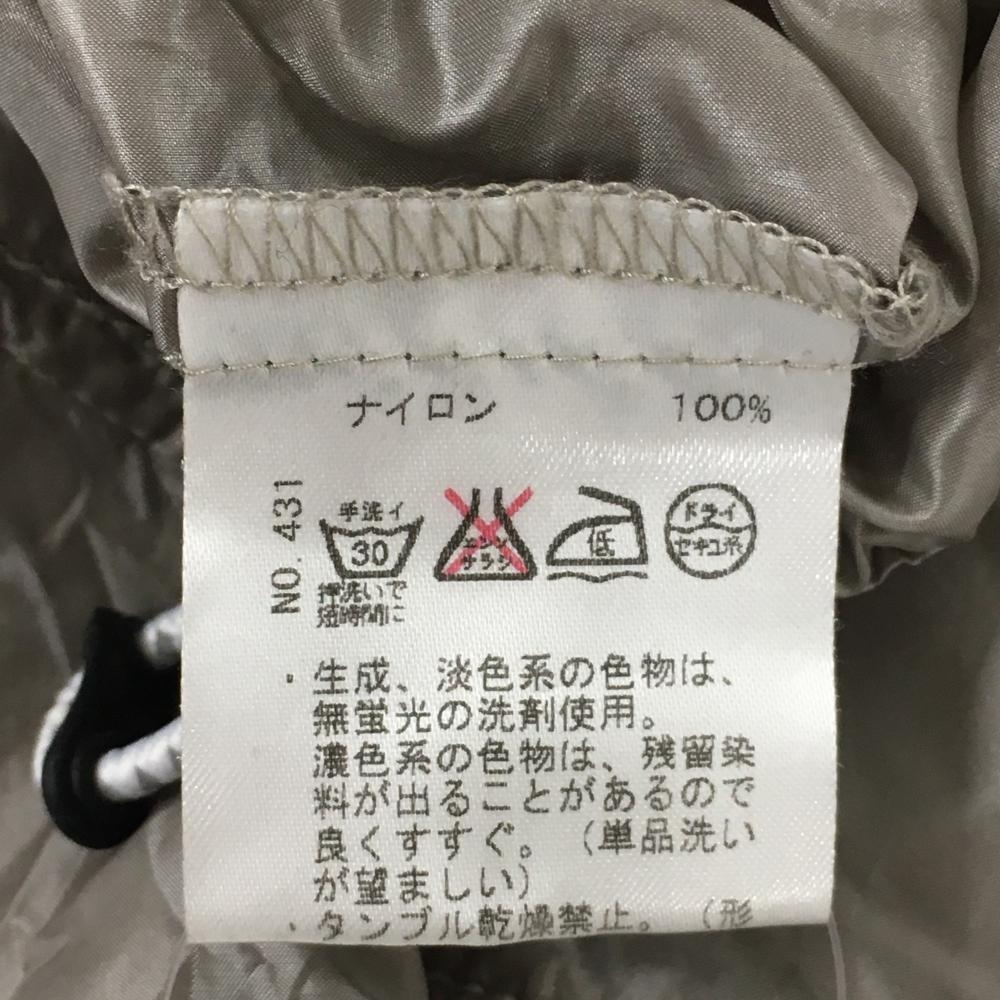 ナイロン 100%
NO. 431
手洗イ
30
エンソ
サラシ
低
ドライ
セキユ系
押洗いで
短時間に
・生成、淡色系の色物は、
無蛍光の洗剤使用。
濃色系の色物は、残留染
料が出ることがあるので
良くすすぐ。(単品洗い
が望ましい)
・タンブル乾燥禁止。(形